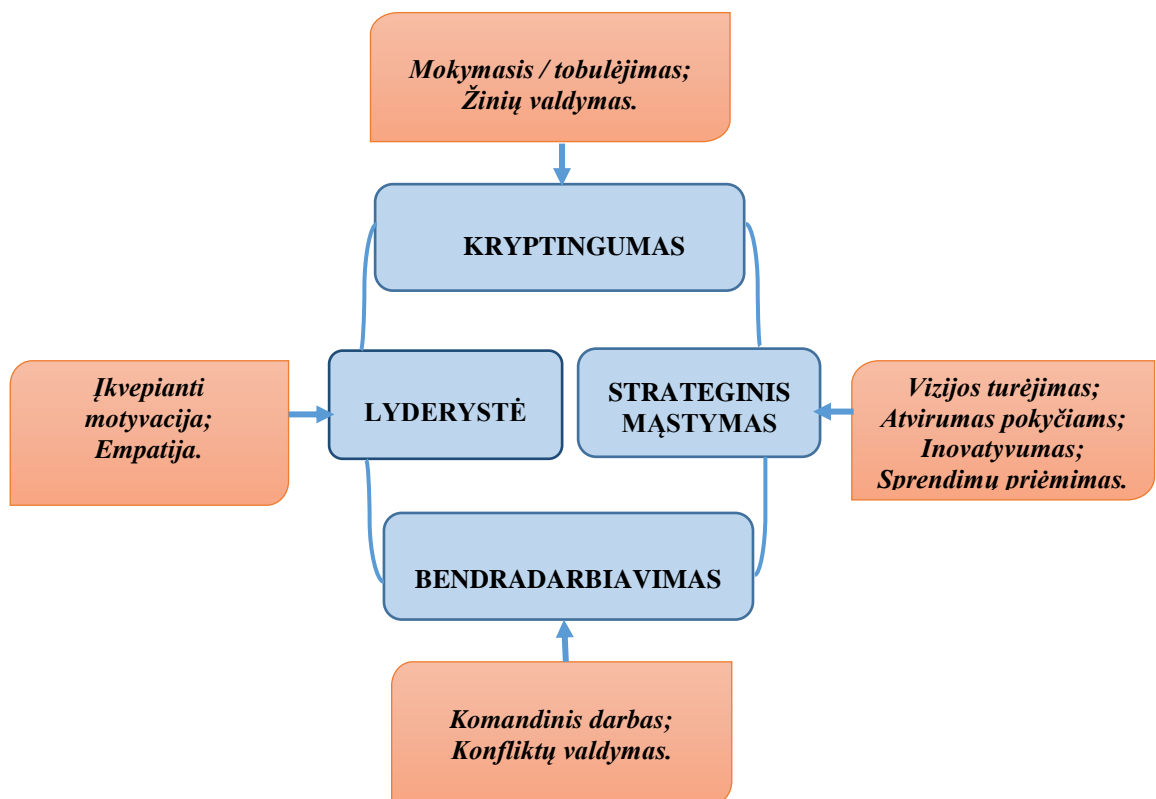 Mokymasis / tobulėjimas;
Žinių valdymas.
KRYPTINGUMAS
Įkvepianti
motyvacija;
Empatija.
LYDERYSTĖ
STRATEGINIS
MĄSTYMAS
Vizijos turėjimas;
Atvirumas pokyčiams;
Inovatyvumas;
Sprendimų priėmimas.
BENDRADARBIAVIMAS
Komandinis darbas;
Konfliktų valdymas.